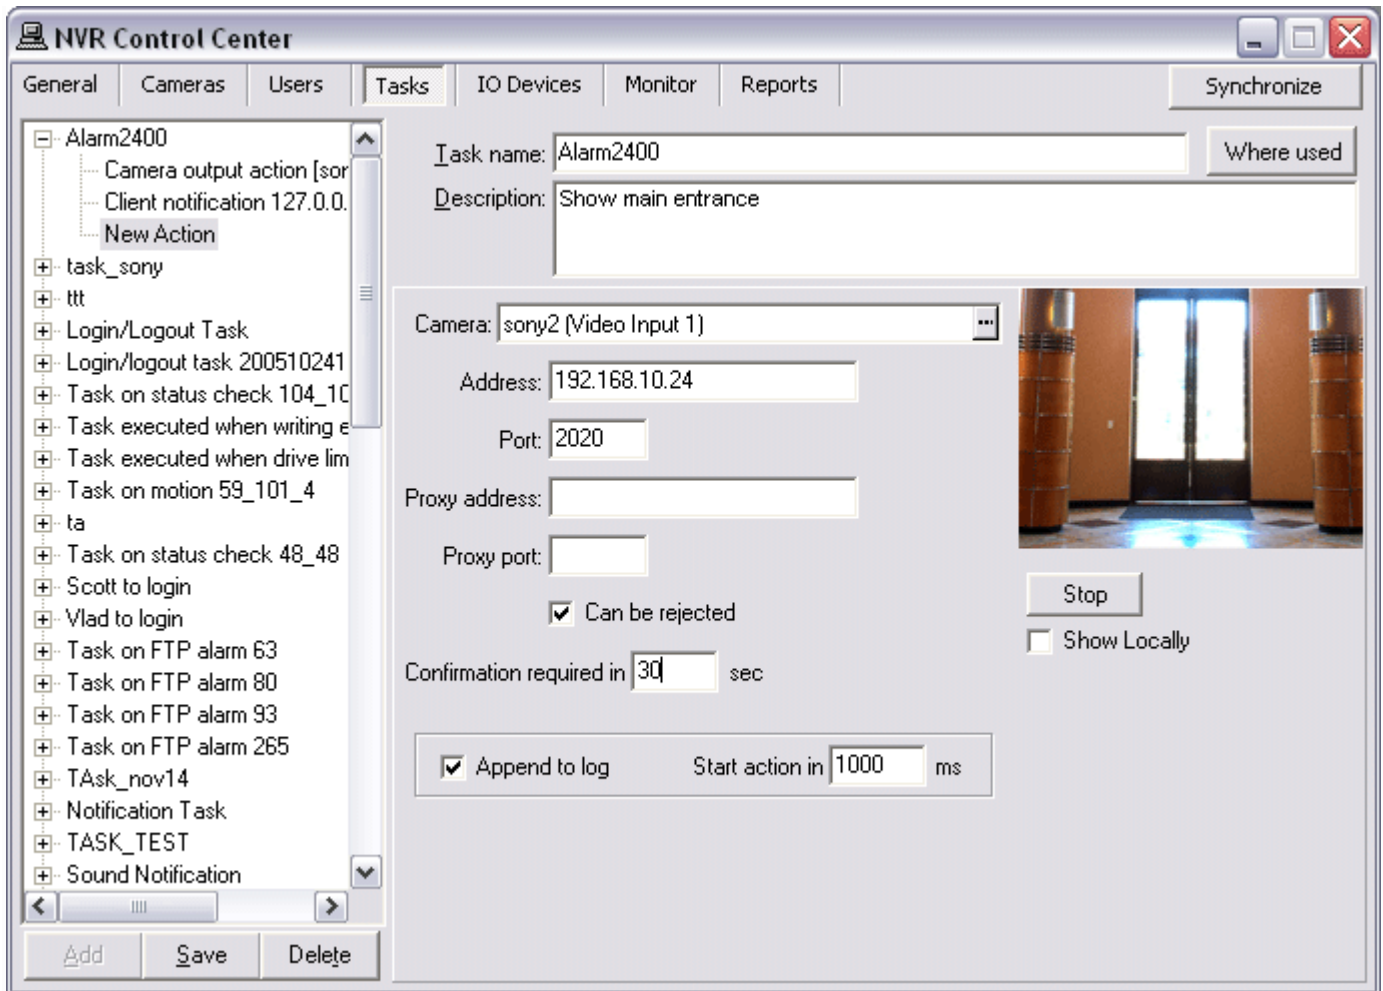 NVR Control Center
General Cameras Users Tasks IO Devices Monitor Reports Synchronize
Alarm2400
Camera output action [sor
Client notification 127.0.0.
New Action
task_sony
ttt
Login/Logout Task
Login/logout task 200510241
Task on status check 104_10
Task executed when writing e
Task executed when drive lim
Task on motion 59_101_4
ta
Task on status check 48_48
Scott to login
Vlad to login
Task on FTP alarm 63
Task on FTP alarm 80
Task on FTP alarm 93
Task on FTP alarm 265
TAsk_nov14
Notification Task
TASK_TEST
Sound Notification
Add Save Delete
Task name: Alarm2400 Where used
Description: Show main entrance
Camera: sony2 (Video Input 1) ...
Address: 192.168.10.24
Port: 2020
Proxy address:
Proxy port:
Can be rejected
Confirmation required in 30 sec
Append to log Start action in 1000 ms
Stop
Show Locally